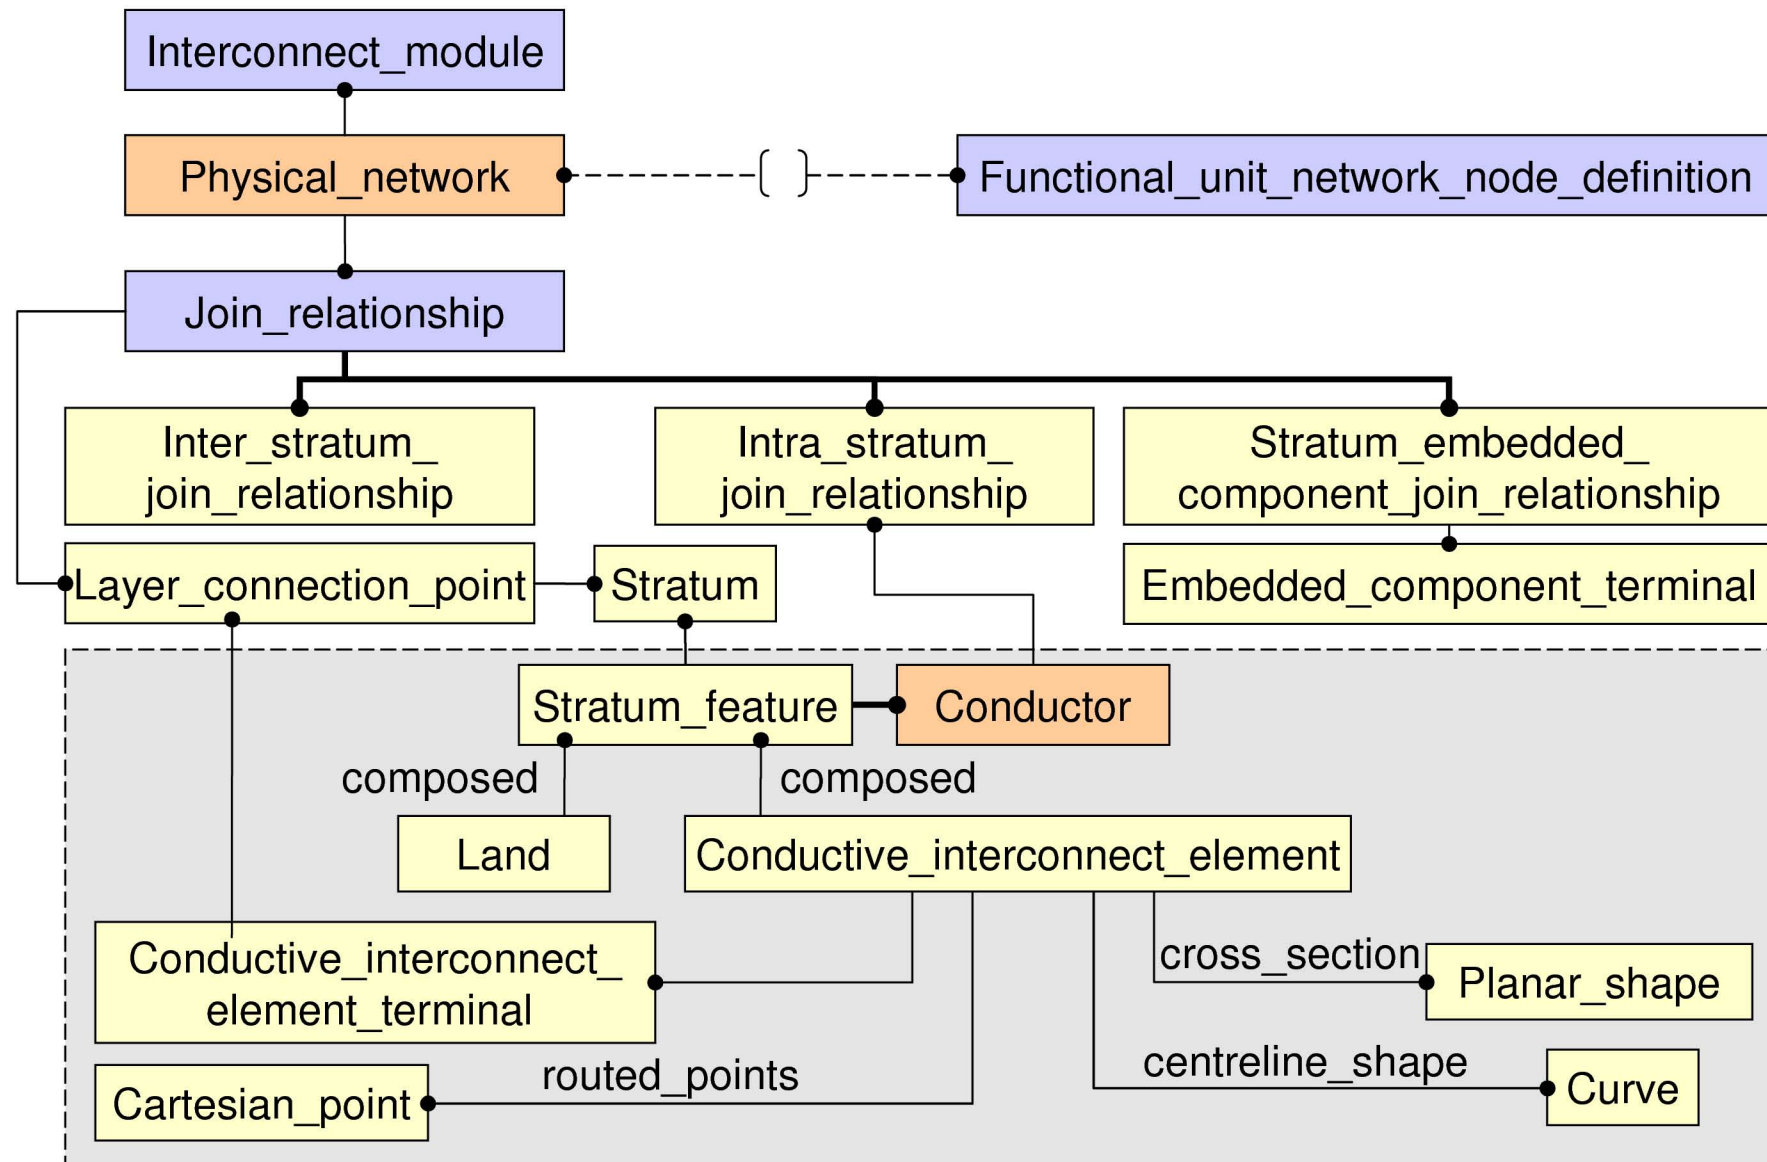 Interconnect_module
Physical_network
Functional_unit_network_node_definition
Join_relationship
Inter_stratum_
join_relationship
Intra_stratum_
join_relationship
Stratum_embedded_
component_join_relationship
Layer_connection_point
Stratum
Embedded_component_terminal
Stratum_feature
Conductor
composed
composed
Land
Conductive_interconnect_element
Conductive_interconnect_
element_terminal
cross_section
Planar_shape
routed_points
centreline_shape
Cartesian_point
Curve